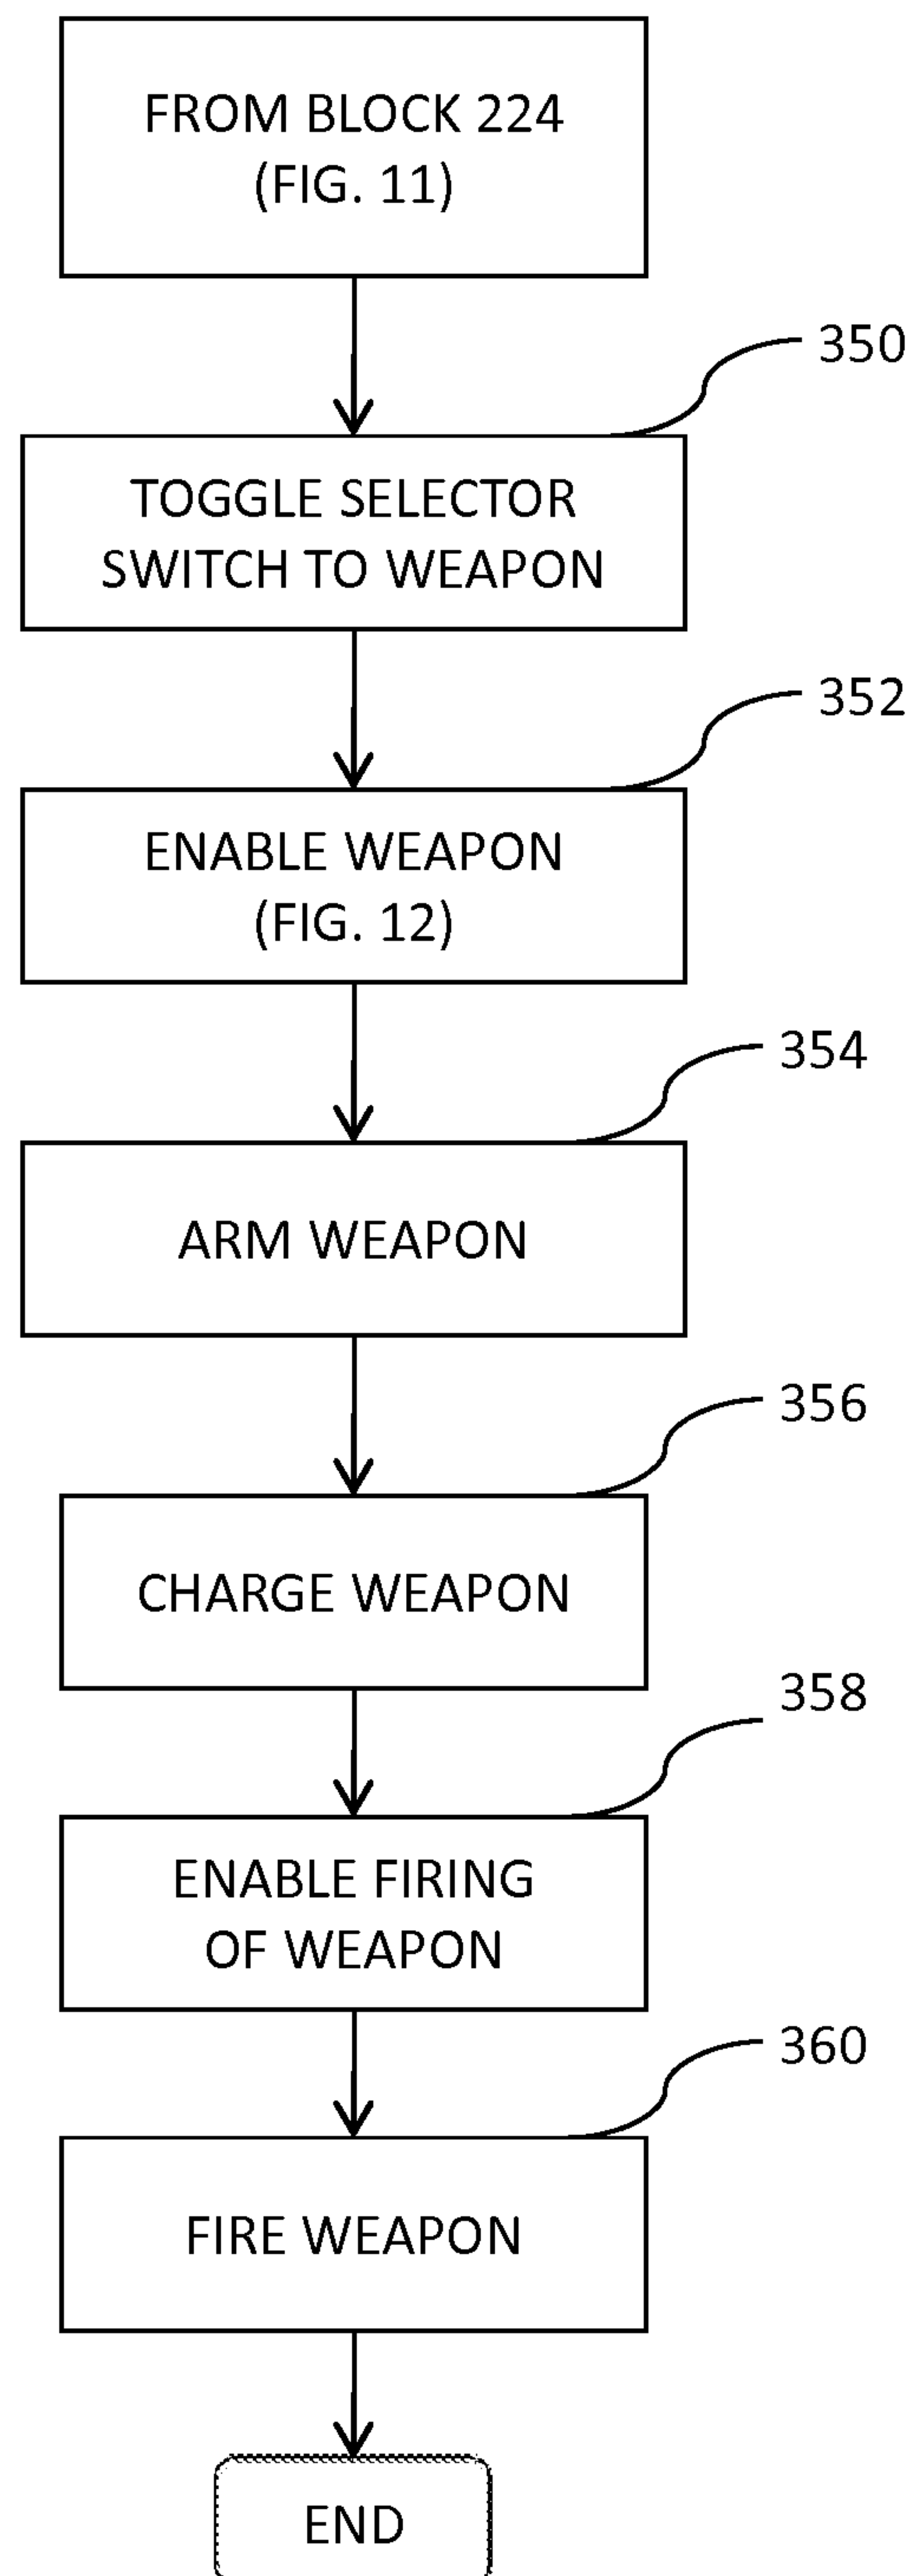 FROM BLOCK 224
(FIG. 11)
350
TOGGLE SELECTOR
SWITCH TO WEAPON
352
ENABLE WEAPON
(FIG. 12)
354
ARM WEAPON
356
CHARGE WEAPON
358
ENABLE FIRING
OF WEAPON
360
FIRE WEAPON
END